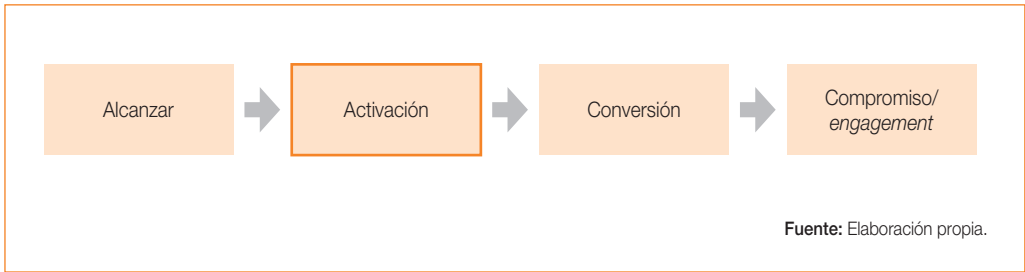 Alcanzar
Activación
Conversión
Compromiso/
engagement
Fuente: Elaboración propia.